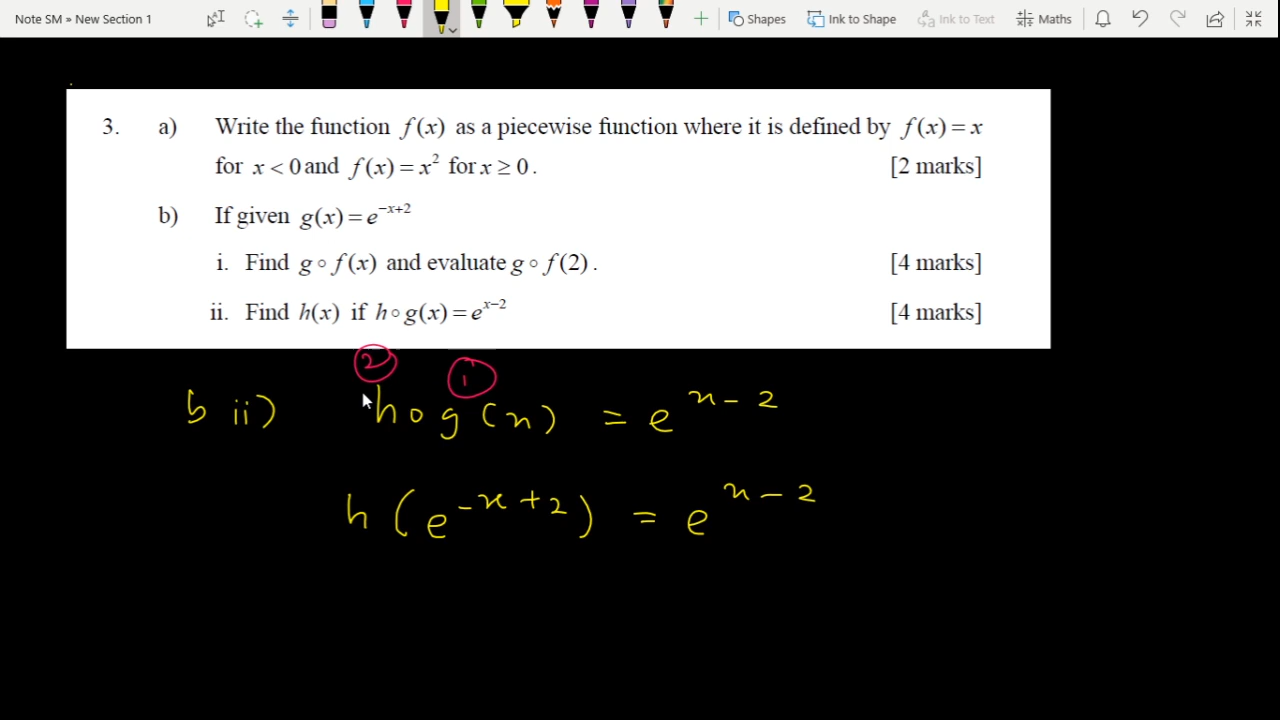 Note SM » New Section 1 Shapes Ink to Shape Ink to Text Maths
3. a) Write the function f(x) as a piecewise function where it is defined by f(x) = x
for x < 0 and f(x) = x² for x ≥ 0. [2 marks]
b) If given g(x) = e^{-x+2}
i. Find g∘f(x) and evaluate g∘f(2). [4 marks]
ii. Find h(x) if h∘g(x) = e^{x-2} [4 marks]
② ①
b ii) h∘g(x) = e^{x-2}
h(e^{-x+2}) = e^{x-2}